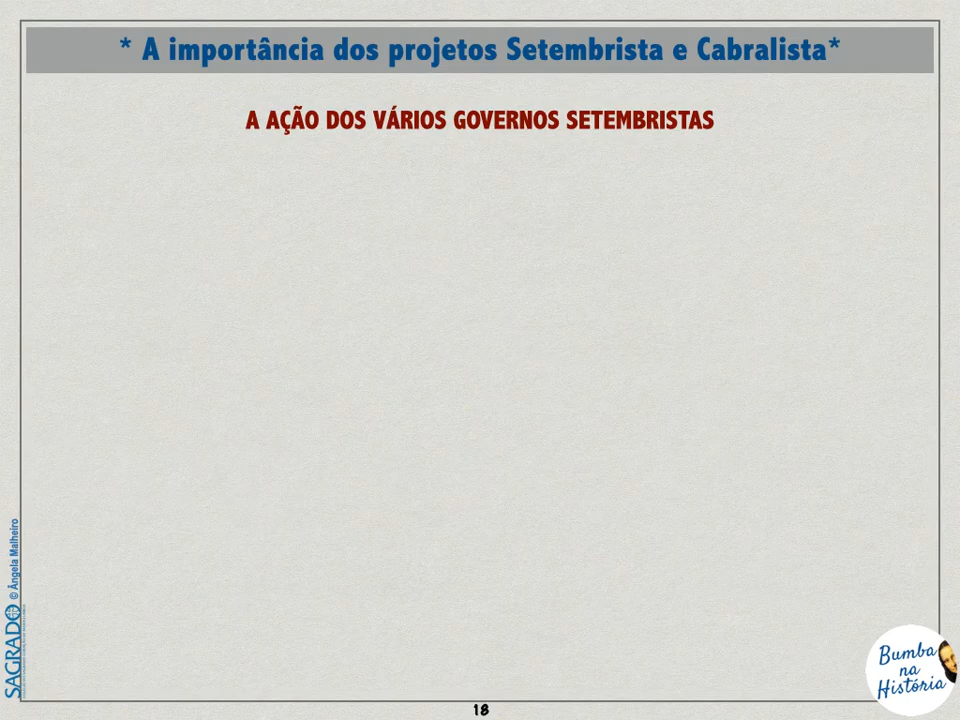 * A importância dos projetos Setembrista e Cabralista*
A AÇÃO DOS VÁRIOS GOVERNOS SETEMBRISTAS
© Ângela Malheiro
SAGRADO
Bumba
na
História
18